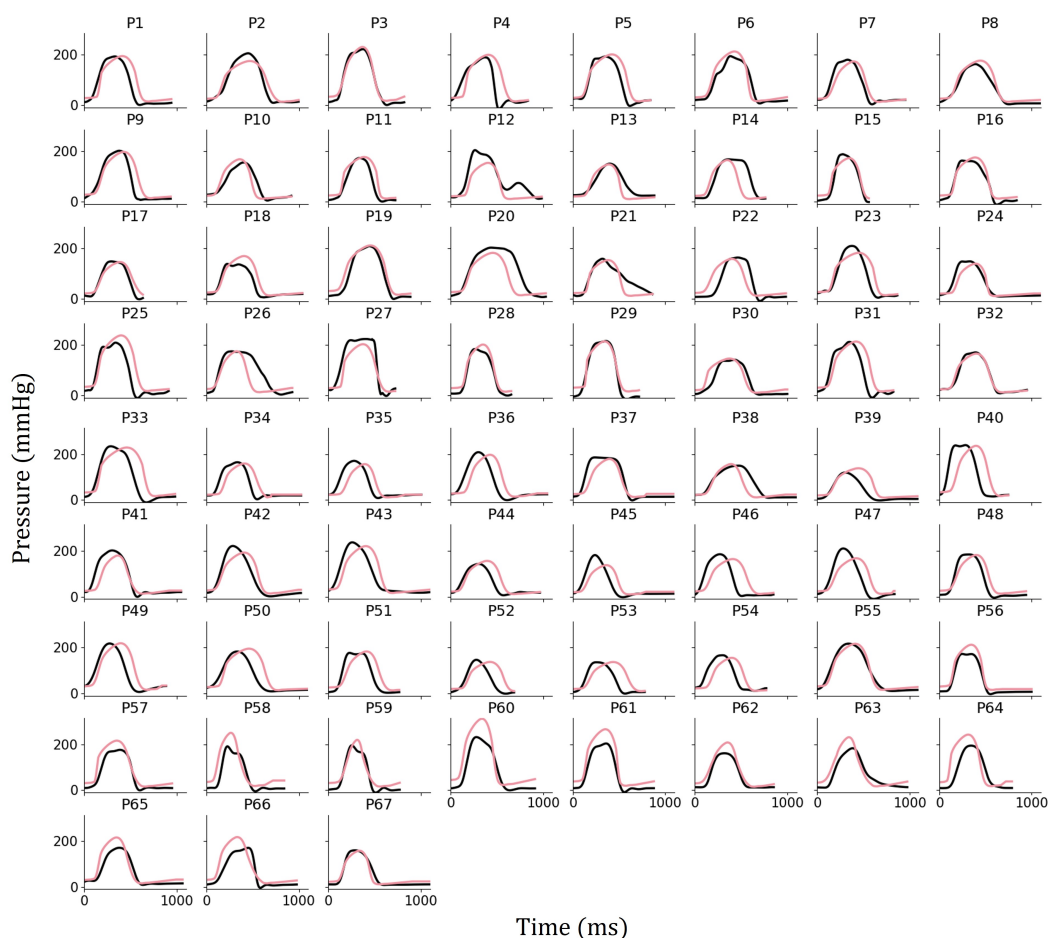 P1 P2 P3 P4 P5 P6 P7 P8
200
0
P9 P10 P11 P12 P13 P14 P15 P16
200
0
P17 P18 P19 P20 P21 P22 P23 P24
200
0
P25 P26 P27 P28 P29 P30 P31 P32
200
0
P33 P34 P35 P36 P37 P38 P39 P40
200
0
P41 P42 P43 P44 P45 P46 P47 P48
200
0
P49 P50 P51 P52 P53 P54 P55 P56
200
0
P57 P58 P59 P60 P61 P62 P63 P64
200
0
0 1000 0 1000 0 1000 0 1000 0 1000
P65 P66 P67
200
0
0 1000 0 1000 0 1000
Pressure (mmHg)
Time (ms)